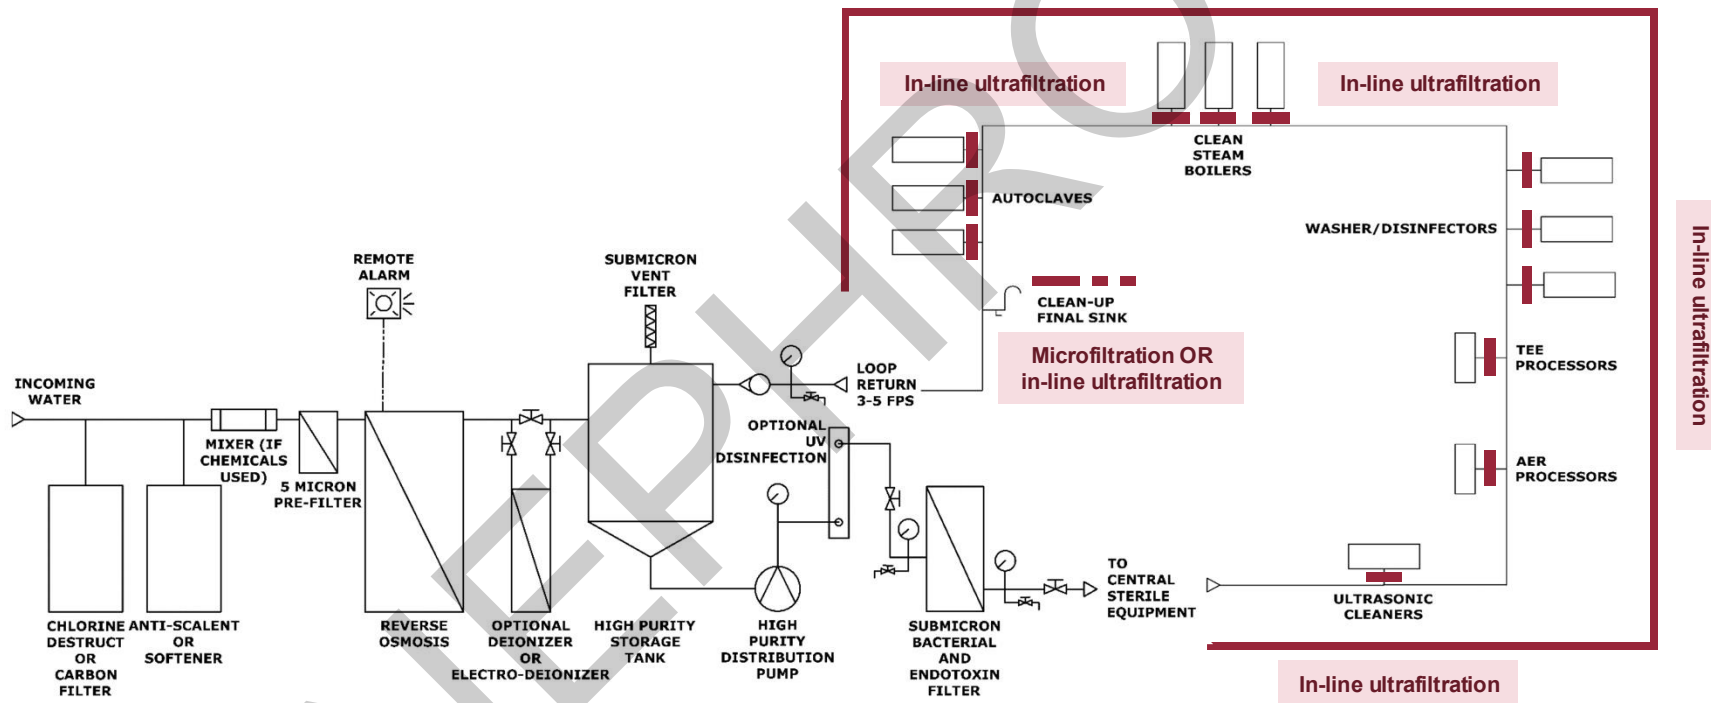 In-line ultrafiltration
In-line ultrafiltration
CLEAN
STEAM
BOILERS
AUTOCLAVES
WASHER/DISINFECTORS
In-line ultrafiltration
REMOTE
ALARM
SUBMICRON
VENT
FILTER
CLEAN-UP
FINAL SINK
Microfiltration OR
in-line ultrafiltration
TEE
PROCESSORS
INCOMING
WATER
LOOP
RETURN
3-5 FPS
MIXER (IF
CHEMICALS
USED)
5 MICRON
PRE-FILTER
OPTIONAL
UV
DISINFECTION
AER
PROCESSORS
TO
CENTRAL
STERILE
EQUIPMENT
ULTRASONIC
CLEANERS
CHLORINE
DESTRUCT
OR
CARBON
FILTER
ANTI-SCALENT
OR
SOFTENER
REVERSE
OSMOSIS
OPTIONAL
DEIONIZER
OR
ELECTRO-DEIONIZER
HIGH PURITY
STORAGE
TANK
HIGH
PURITY
DISTRIBUTION
PUMP
SUBMICRON
BACTERIAL
AND
ENDOTOXIN
FILTER
In-line ultrafiltration
NEPHRO